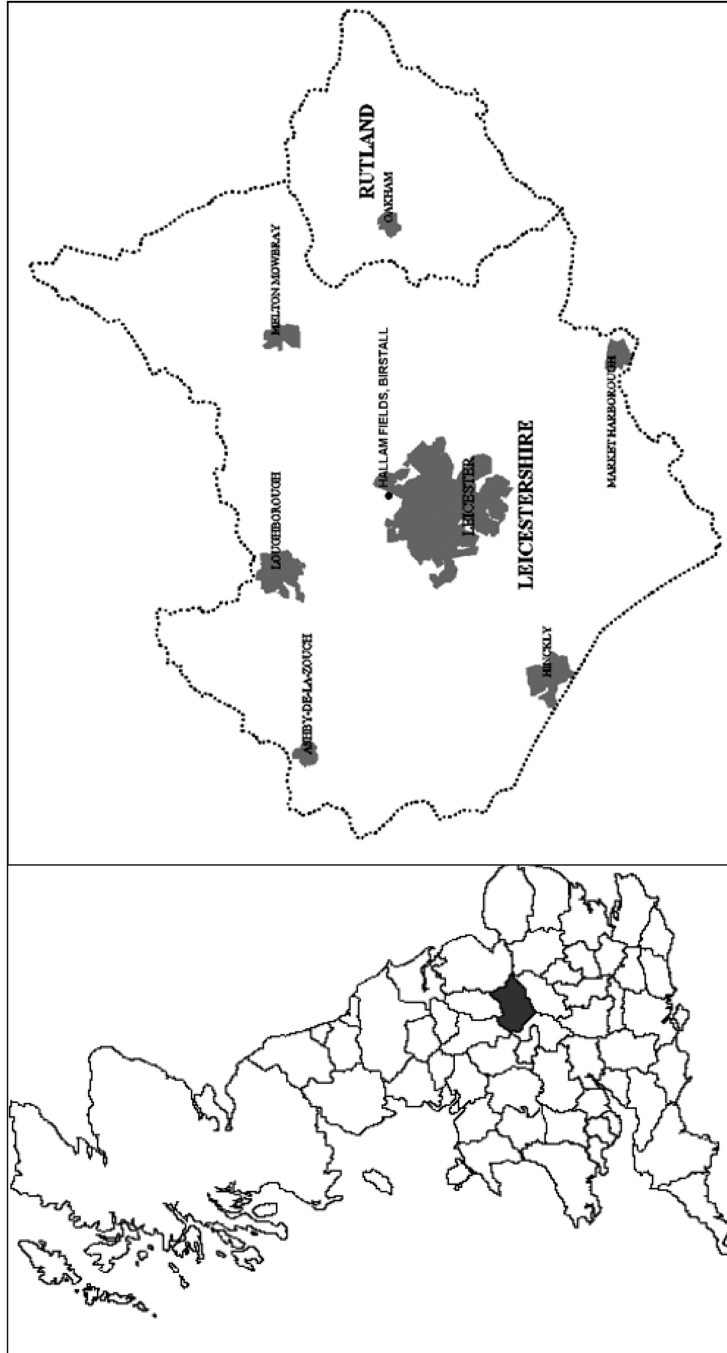 RUTLAND
OAKHAM
MELTON MOWBRAY
HALLAM FIELDS, BIRSTALL
LOUGHBOROUGH
LEICESTER
LEICESTERSHIRE
MARKET HARBOROUGH
ASHBY-DE-LA-ZOUCH
HINCKLY